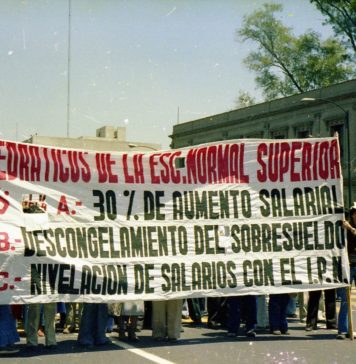 EDRATICOS DE LA ESC. NORMAL SUPERIOR
A.- 30% DE AUMENTO SALARIAL
B.- DESCONGELAMIENTO DEL SOBRESUELDO
C.- NIVELACION DE SALARIOS CON EL I.P.N.